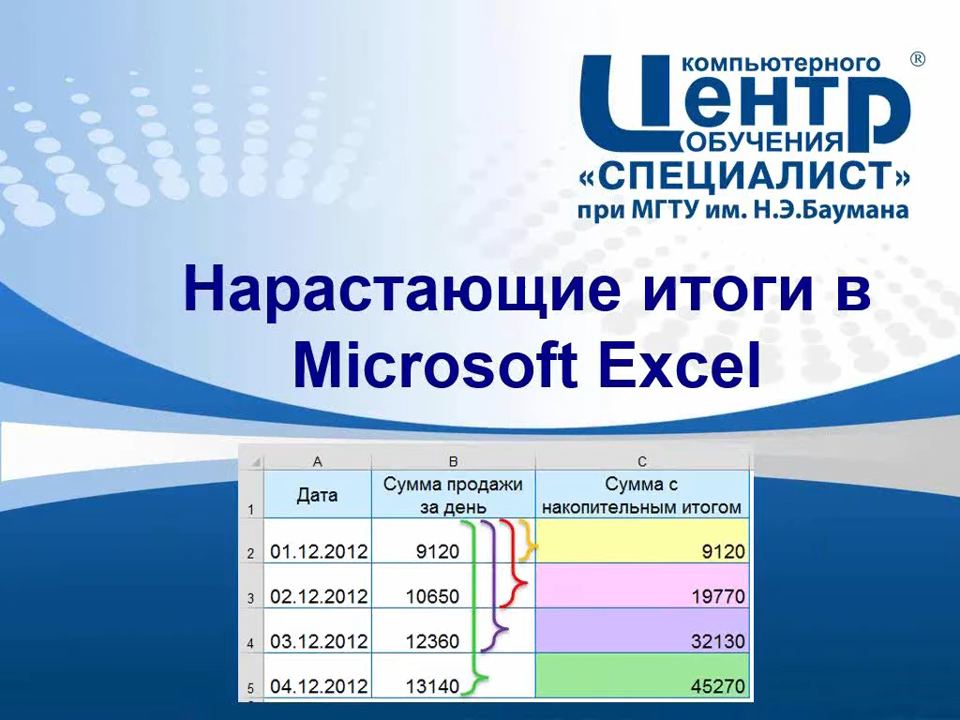 компьютерного ®
Центр
ОБУЧЕНИЯ
«СПЕЦИАЛИСТ»
при МГТУ им. Н.Э.Баумана
Нарастающие итоги в
Microsoft Excel
A B C
1 Дата Сумма продажи за день Сумма с накопительным итогом
2 01.12.2012 9120 9120
3 02.12.2012 10650 19770
4 03.12.2012 12360 32130
5 04.12.2012 13140 45270